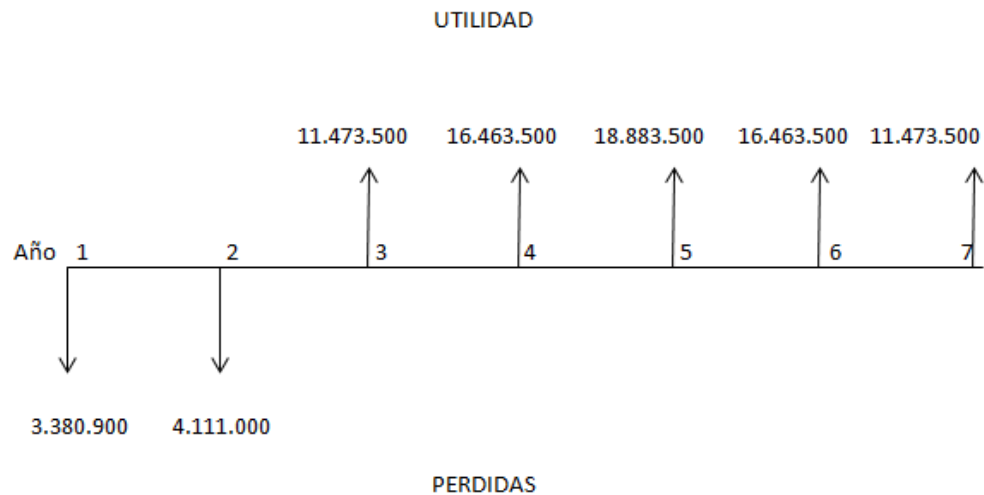 UTILIDAD
11.473.500 16.463.500 18.883.500 16.463.500 11.473.500
Año 1 2 3 4 5 6 7
3.380.900 4.111.000
PERDIDAS